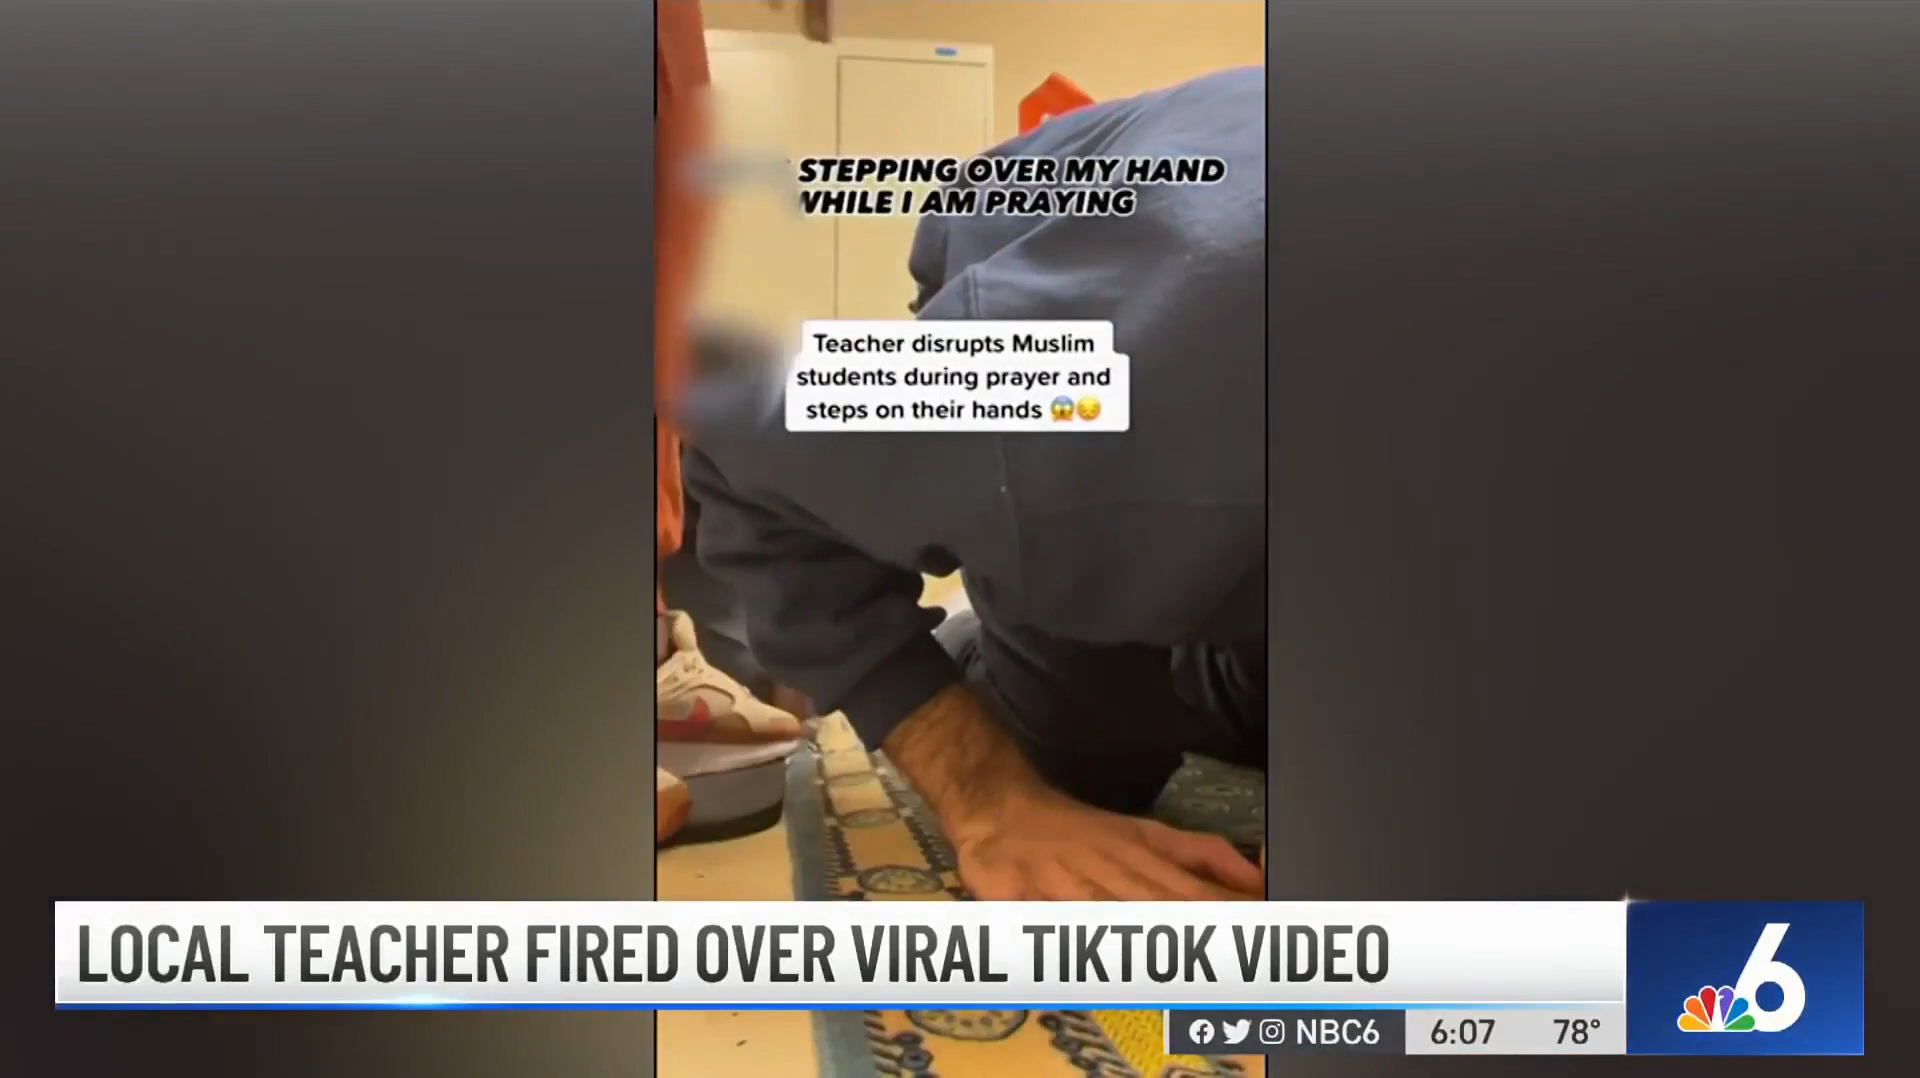 STEPPING OVER MY HAND
WHILE I AM PRAYING
Teacher disrupts Muslim
students during prayer and
steps on their hands 😱😔
LOCAL TEACHER FIRED OVER VIRAL TIKTOK VIDEO
6
NBC6 6:07 78°